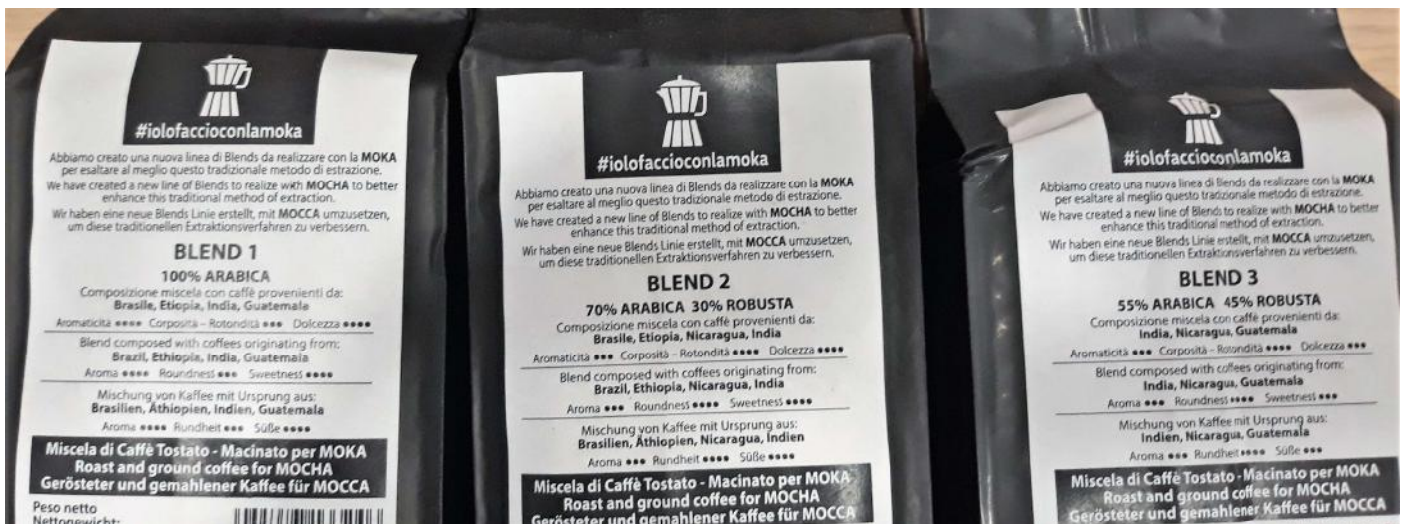 #iolofaccioconlamoka
Abbiamo creato una nuova linea di Blends da realizzare con la MOKA
per esaltare al meglio questo tradizionale metodo di estrazione.
We have created a new line of Blends to realize with MOCHA to better
enhance this traditional method of extraction.
Wir haben eine neue Blends Linie erstellt, mit MOCCA umzusetzen,
um diese traditionellen Extraktionsverfahren zu verbessern.
BLEND 1
100% ARABICA
Composizione miscela con caffè provenienti da:
Brasile, Etiopia, India, Guatemala
Aromaticità •••• Corposità - Rotondità ••• Dolcezza ••••
Blend composed with coffees originating from:
Brazil, Ethiopia, India, Guatemala
Aroma •••• Roundness ••• Sweetness ••••
Mischung von Kaffee mit Ursprung aus:
Brasilien, Äthiopien, Indien, Guatemala
Aroma •••• Rundheit ••• Süße ••••
Miscela di Caffè Tostato - Macinato per MOKA
Roast and ground coffee for MOCHA
Gerösteter und gemahlener Kaffee für MOCCA
Peso netto
Nettogewicht:
#iolofaccioconlamoka
Abbiamo creato una nuova linea di Blends da realizzare con la MOKA
per esaltare al meglio questo tradizionale metodo di estrazione.
We have created a new line of Blends to realize with MOCHA to better
enhance this traditional method of extraction.
Wir haben eine neue Blends Linie erstellt, mit MOCCA umzusetzen,
um diese traditionellen Extraktionsverfahren zu verbessern.
BLEND 2
70% ARABICA 30% ROBUSTA
Composizione miscela con caffè provenienti da:
Brasile, Etiopia, Nicaragua, India
Aromaticità ••• Corposità - Rotondità •••• Dolcezza ••••
Blend composed with coffees originating from:
Brazil, Ethiopia, Nicaragua, India
Aroma ••• Roundness •••• Sweetness ••••
Mischung von Kaffee mit Ursprung aus:
Brasilien, Äthiopien, Nicaragua, Indien
Aroma ••• Rundheit •••• Süße ••••
Miscela di Caffè Tostato - Macinato per MOKA
Roast and ground coffee for MOCHA
Gerösteter und gemahlener Kaffee für MOCCA
#iolofaccioconlamoka
Abbiamo creato una nuova linea di Blends da realizzare con la MOKA
per esaltare al meglio questo tradizionale metodo di estrazione.
We have created a new line of Blends to realize with MOCHA to better
enhance this traditional method of extraction.
Wir haben eine neue Blends Linie erstellt, mit MOCCA umzusetzen,
um diese traditionellen Extraktionsverfahren zu verbessern.
BLEND 3
55% ARABICA 45% ROBUSTA
Composizione miscela con caffè provenienti da:
India, Nicaragua, Guatemala
Aromaticità ••• Corposità - Rotondità •••• Dolcezza •••
Blend composed with coffees originating from:
India, Nicaragua, Guatemala
Aroma ••• Roundness •••• Sweetness •••
Mischung von Kaffee mit Ursprung aus:
Indien, Nicaragua, Guatemala
Aroma ••• Rundheit •••• Süße •••
Miscela di Caffè Tostato - Macinato per MOKA
Roast and ground coffee for MOCHA
Gerösteter und gemahlener Kaffee für MOCCA